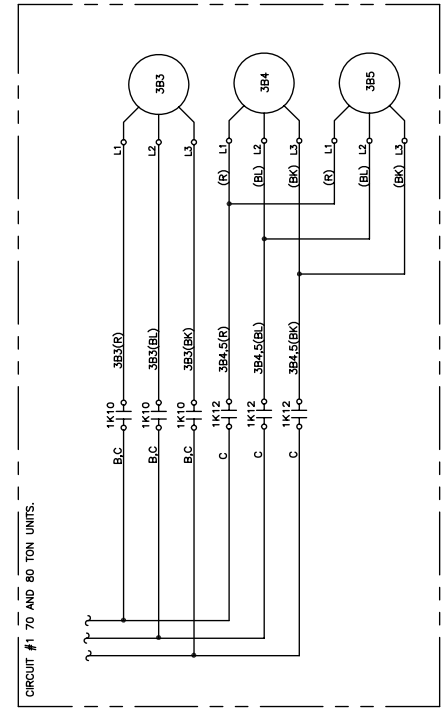 CIRCUIT #1 70 AND 80 TON UNITS.
B,C 1K10 3B3(R) L1
B,C 1K10 3B3(BL) L2
B,C 1K10 3B3(BK) L3
3B3
C 1K12 3B4,5(R) (R) L1
C 1K12 3B4,5(BL) (BL) L2
C 1K12 3B4,5(BK) (BK) L3
3B4
(R) L1
(BL) L2
(BK) L3
3B5